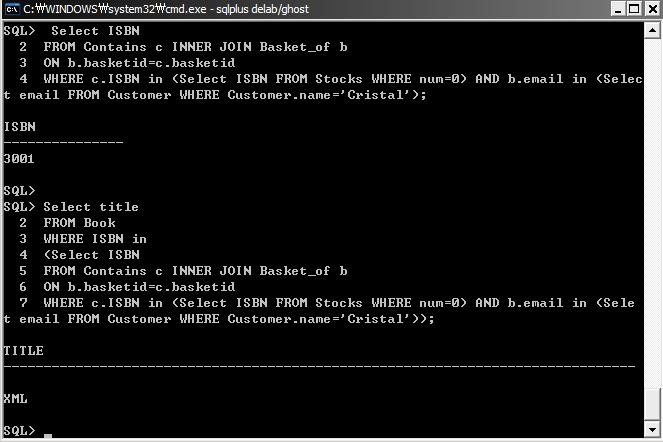 C:₩WINDOWS₩system32₩cmd.exe - sqlplus delab/ghost
SQL>  Select ISBN
  2  FROM Contains c INNER JOIN Basket_of b
  3  ON b.basketid=c.basketid
  4  WHERE c.ISBN in (Select ISBN FROM Stocks WHERE num=0) AND b.email in (Selec
t email FROM Customer WHERE Customer.name='Cristal');
ISBN
---------------
3001
SQL>
SQL> Select title
  2  FROM Book
  3  WHERE ISBN in
  4  (Select ISBN
  5  FROM Contains c INNER JOIN Basket_of b
  6  ON b.basketid=c.basketid
  7  WHERE c.ISBN in (Select ISBN FROM Stocks WHERE num=0) AND b.email in (Sele
t email FROM Customer WHERE Customer.name='Cristal'));
TITLE
-------------------------------------------------------------------------------
XML
SQL> _